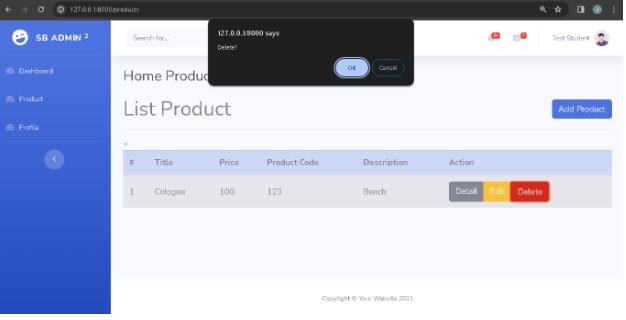 127.0.0.1:8000/products
SB ADMIN 2
Search for...
127.0.0.1:8000 says
Delete?
OK
Cancel
Test Student
Dashboard
Product
Profile
Home Produc
List Product
Add Product
# Title Price Product Code Description Action
1 Cologne 100 123 Bench Detail Edit Delete
Copyright © Your Website 2021